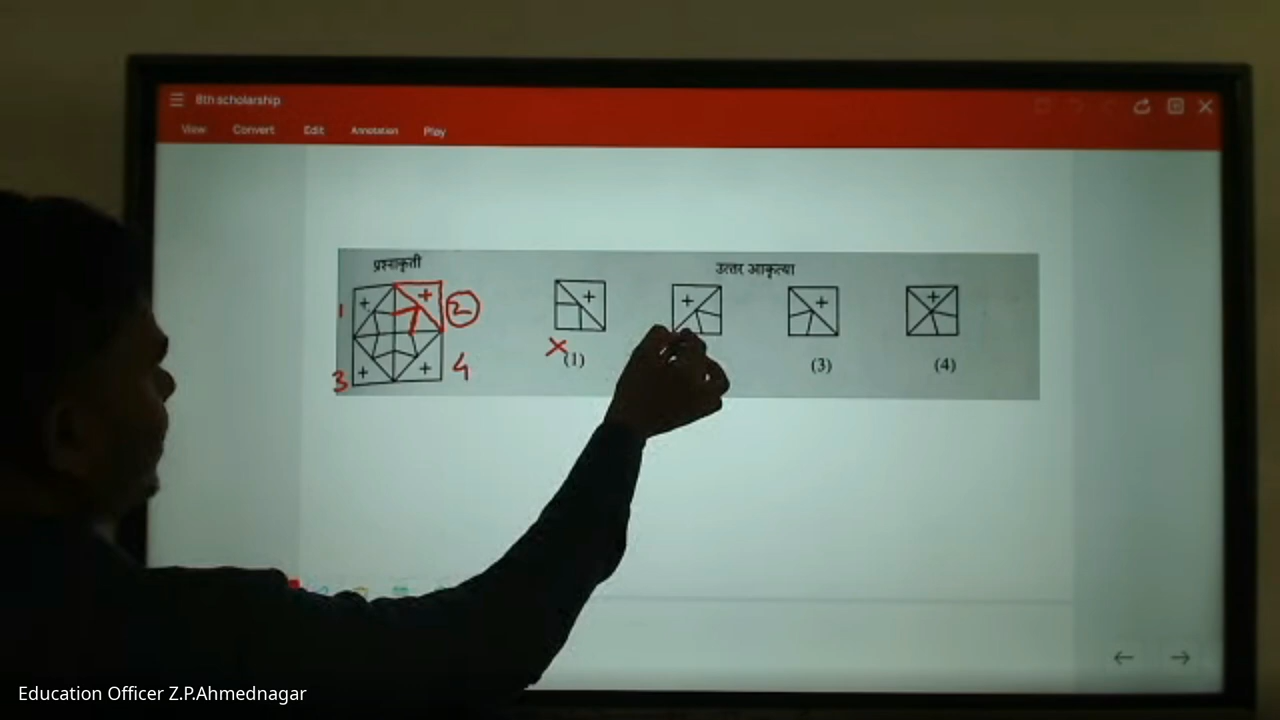 8th scholarship
View Convert Edit Annotation Play
प्रश्नाकृती
उत्तर आकृत्या
1
2
3
4
+ + + +
+ + + +
×
(1) (3) (4)
Education Officer Z.P.Ahmednagar